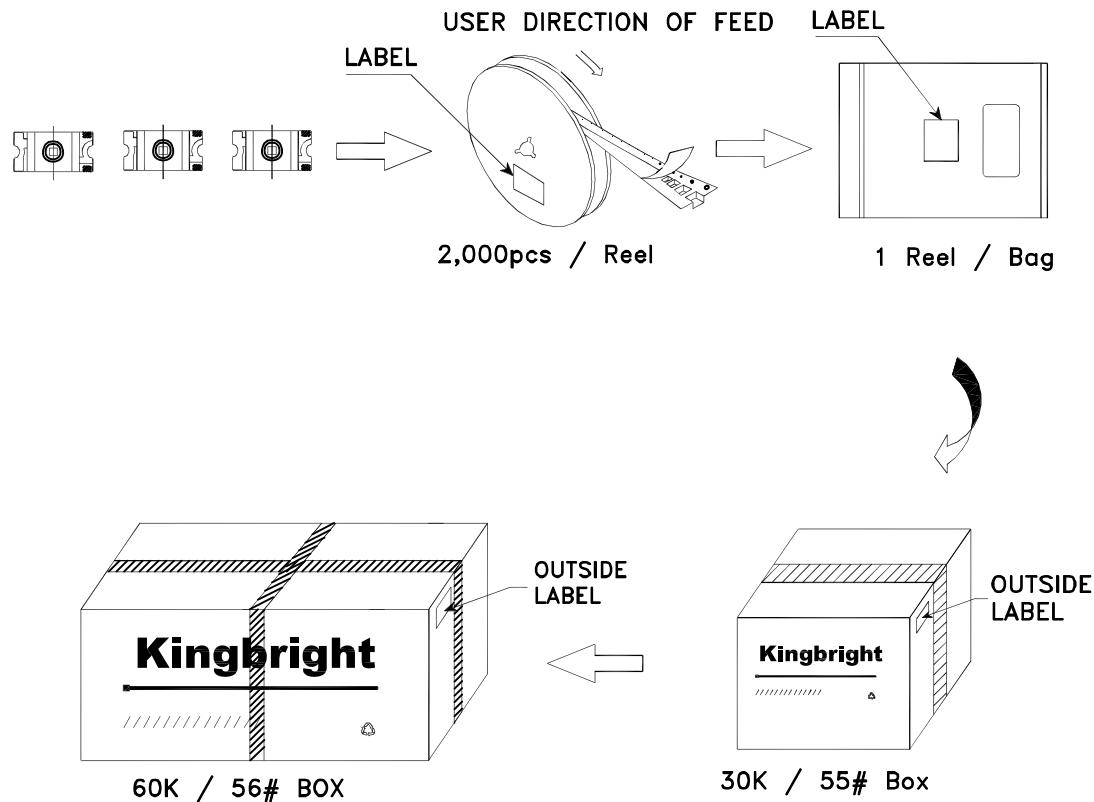 USER DIRECTION OF FEED
LABEL
LABEL
2,000pcs / Reel
1 Reel / Bag
OUTSIDE
LABEL
OUTSIDE
LABEL
Kingbright
Kingbright
60K / 56# BOX
30K / 55# Box